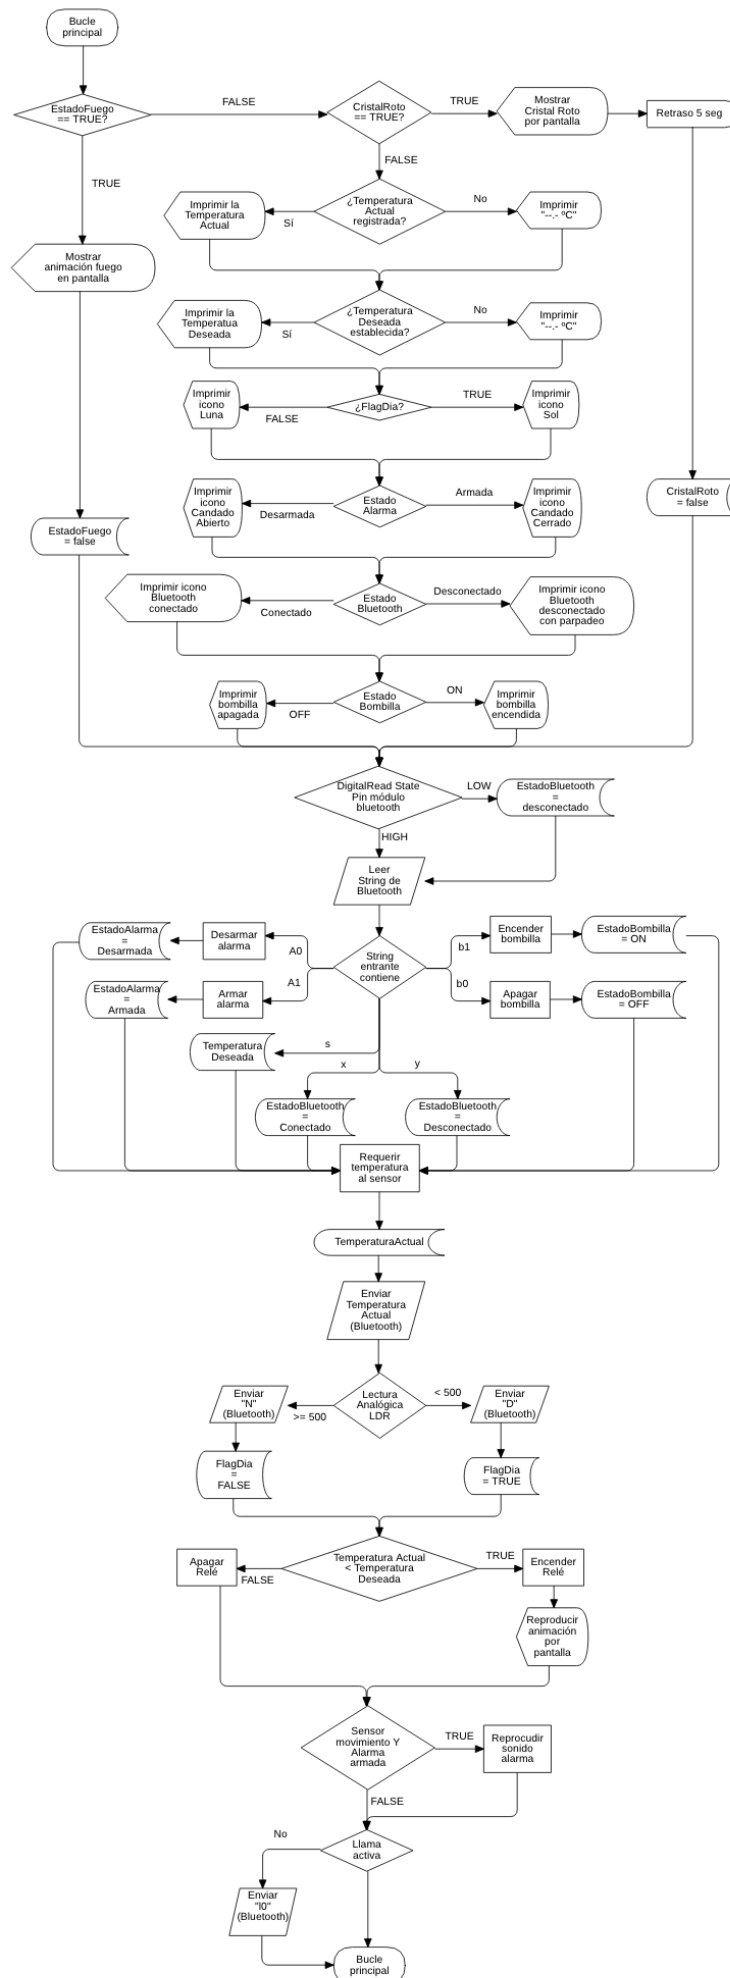 Bucle
principal
EstadoFuego
== TRUE?
FALSE
CristalRoto
== TRUE?
TRUE
Mostrar
Cristal Roto
por pantalla
Retraso 5 seg
FALSE
TRUE
¿Temperatura
Actual
registrada?
Sí
Imprimir la
Temperatura
Actual
No
Imprimir
"--.- ºC"
Mostrar
animación fuego
en pantalla
¿Temperatura
Deseada
establecida?
Sí
Imprimir la
Temperatua
Deseada
No
Imprimir
"--.- ºC"
¿FlagDia?
FALSE
Imprimir
icono
Luna
TRUE
Imprimir
icono
Sol
Estado
Alarma
Desarmada
Imprimir
icono
Candado
Abierto
Armada
Imprimir
icono
Candado
Cerrado
CristalRoto
= false
EstadoFuego
= false
Estado
Bluetooth
Conectado
Imprimir icono
Bluetooth
conectado
Desconectado
Imprimir icono
Bluetooth
desconectado
con parpadeo
Estado
Bombilla
OFF
Imprimir
bombilla
apagada
ON
Imprimir
bombilla
encendida
DigitalRead State
Pin módulo
bluetooth
LOW
EstadoBluetooth
=
desconectado
HIGH
Leer
String de
Bluetooth
String
entrante
contiene
A0
Desarmar
alarma
EstadoAlarma
=
Desarmada
A1
Armar
alarma
EstadoAlarma
=
Armada
b1
Encender
bombilla
EstadoBombilla
= ON
b0
Apagar
bombilla
EstadoBombilla
= OFF
s
Temperatura
Deseada
x
EstadoBluetooth
=
Conectado
y
EstadoBluetooth
=
Desconectado
Requerir
temperatura
al sensor
TemperaturaActual
Enviar
Temperatura
Actual
(Bluetooth)
Lectura
Analógica
LDR
>= 500
Enviar
"N"
(Bluetooth)
< 500
Enviar
"D"
(Bluetooth)
FlagDia
=
FALSE
FlagDia
= TRUE
Temperatura Actual
< Temperatura
Deseada
FALSE
Apagar
Relé
TRUE
Encender
Relé
Reproducir
animación
por
pantalla
Sensor
movimiento Y
Alarma
armada
TRUE
Reprocudir
sonido
alarma
FALSE
Llama
activa
No
Enviar
"l0"
(Bluetooth)
Bucle
principal